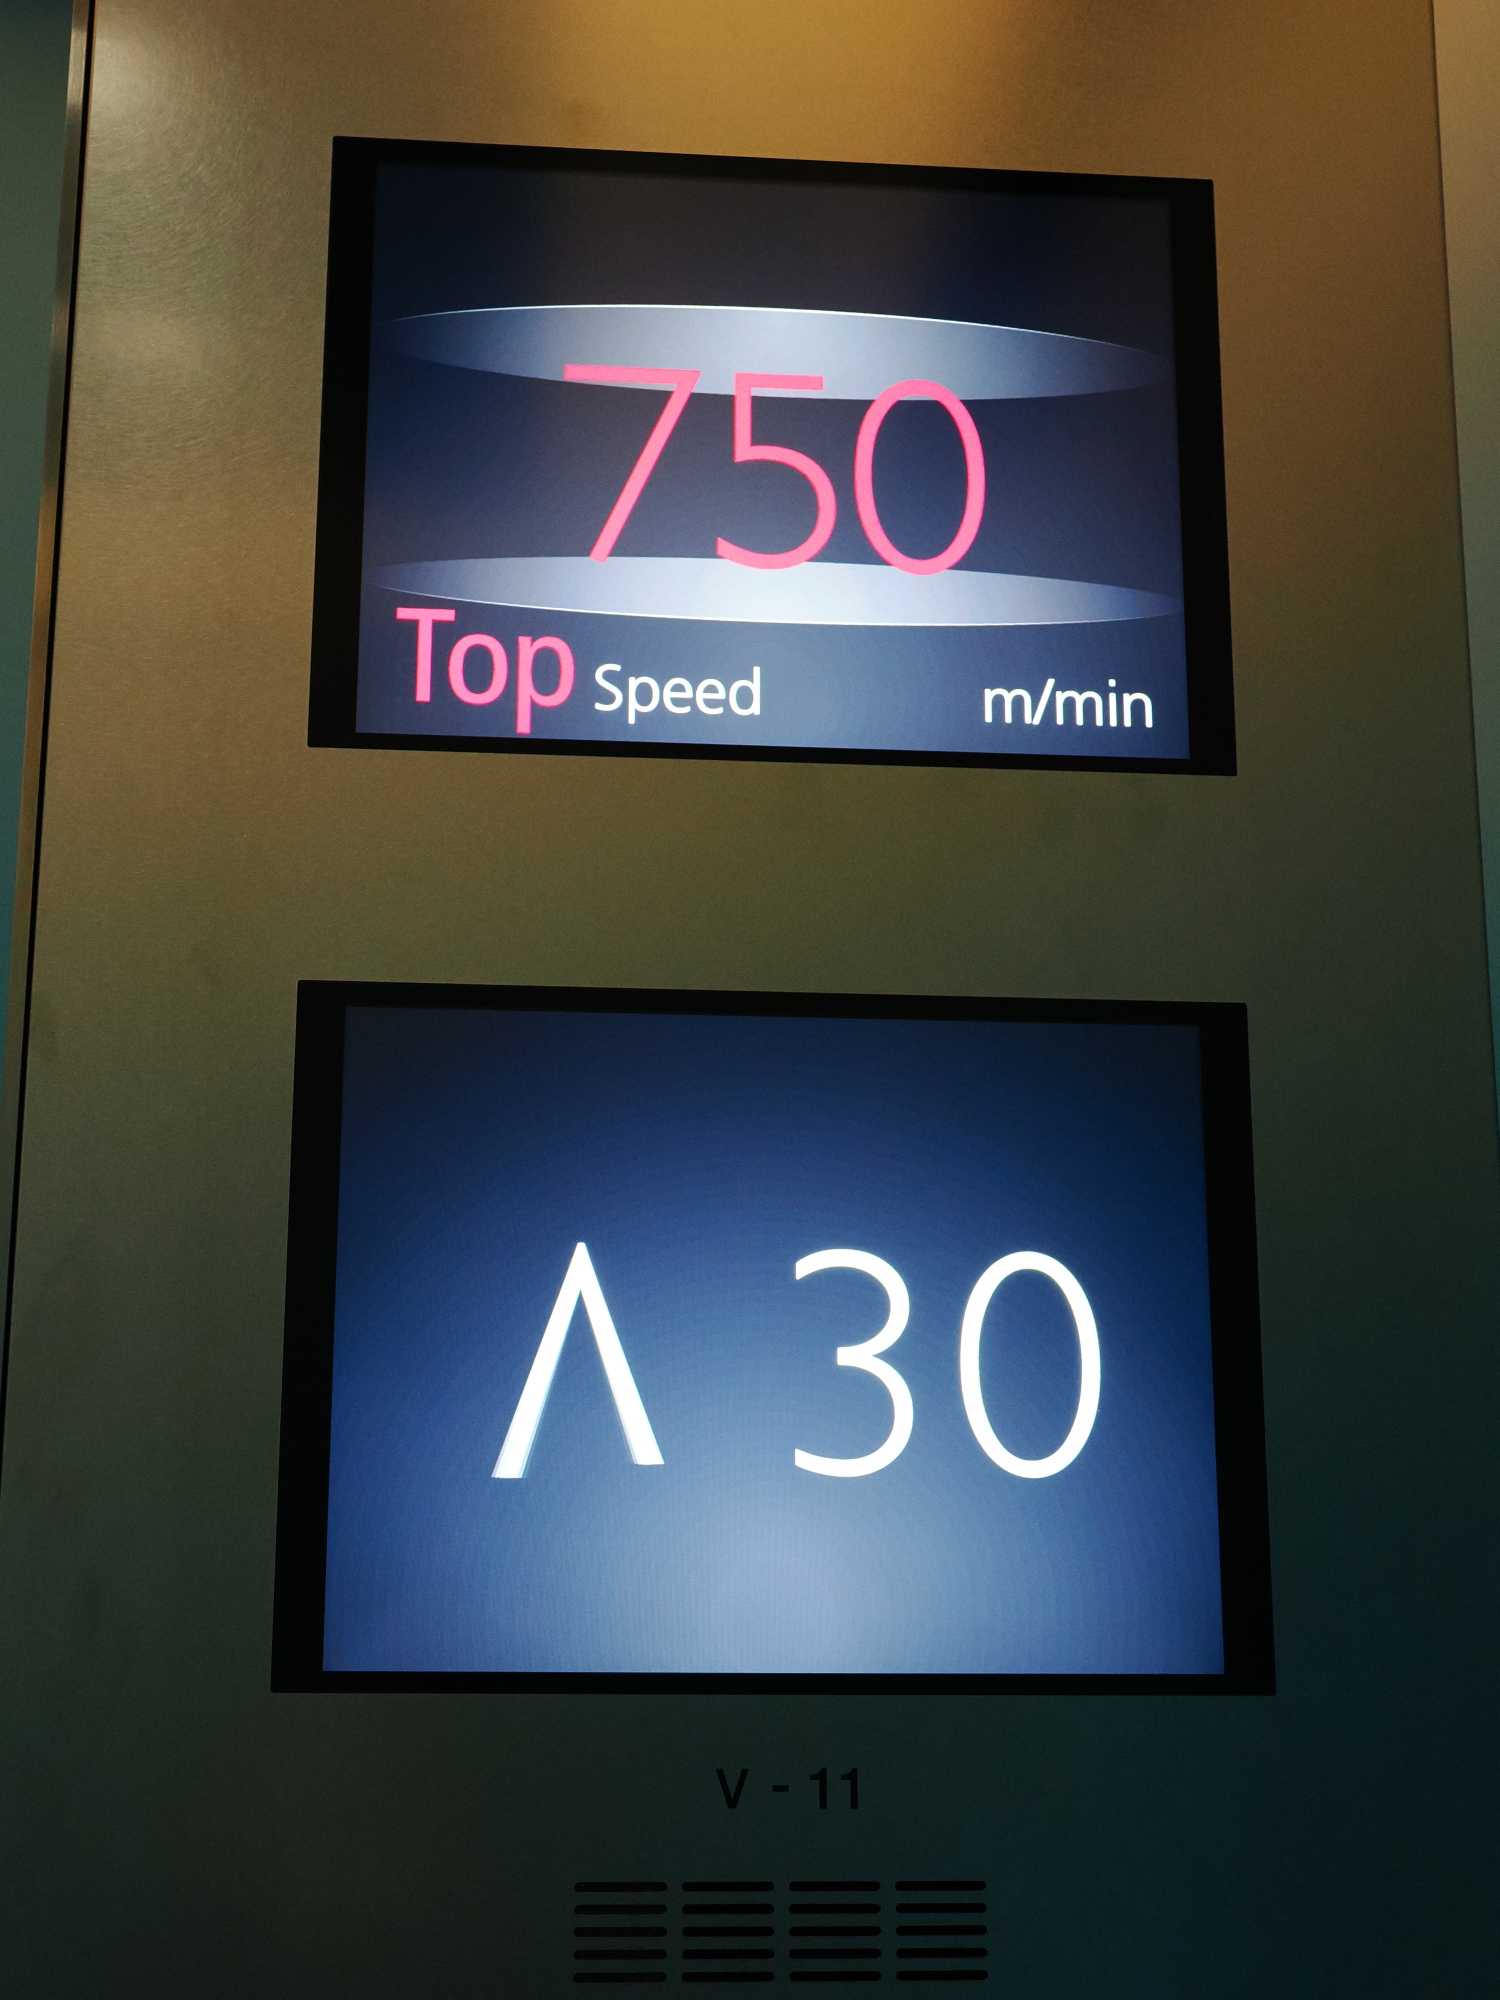 750
Top Speed m/min
Λ 30
V - 11